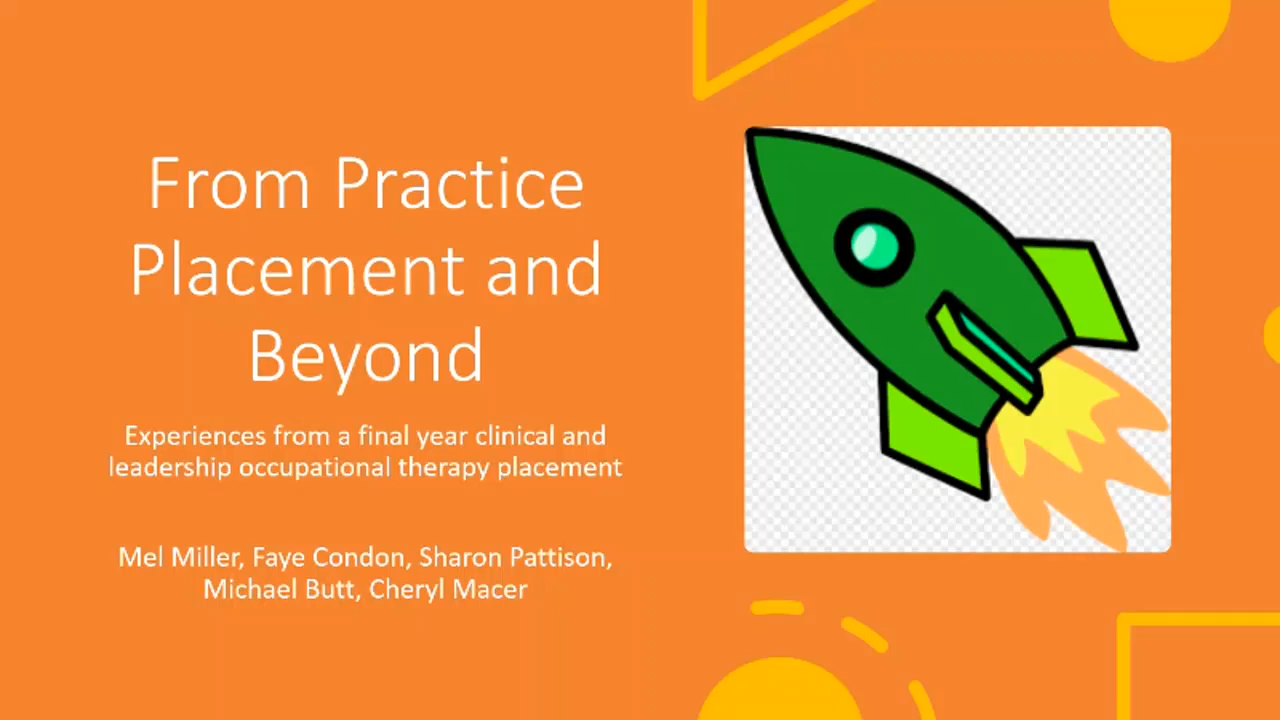 From Practice
Placement and
Beyond
Experiences from a final year clinical and
leadership occupational therapy placement
Mel Miller, Faye Condon, Sharon Pattison,
Michael Butt, Cheryl Macer